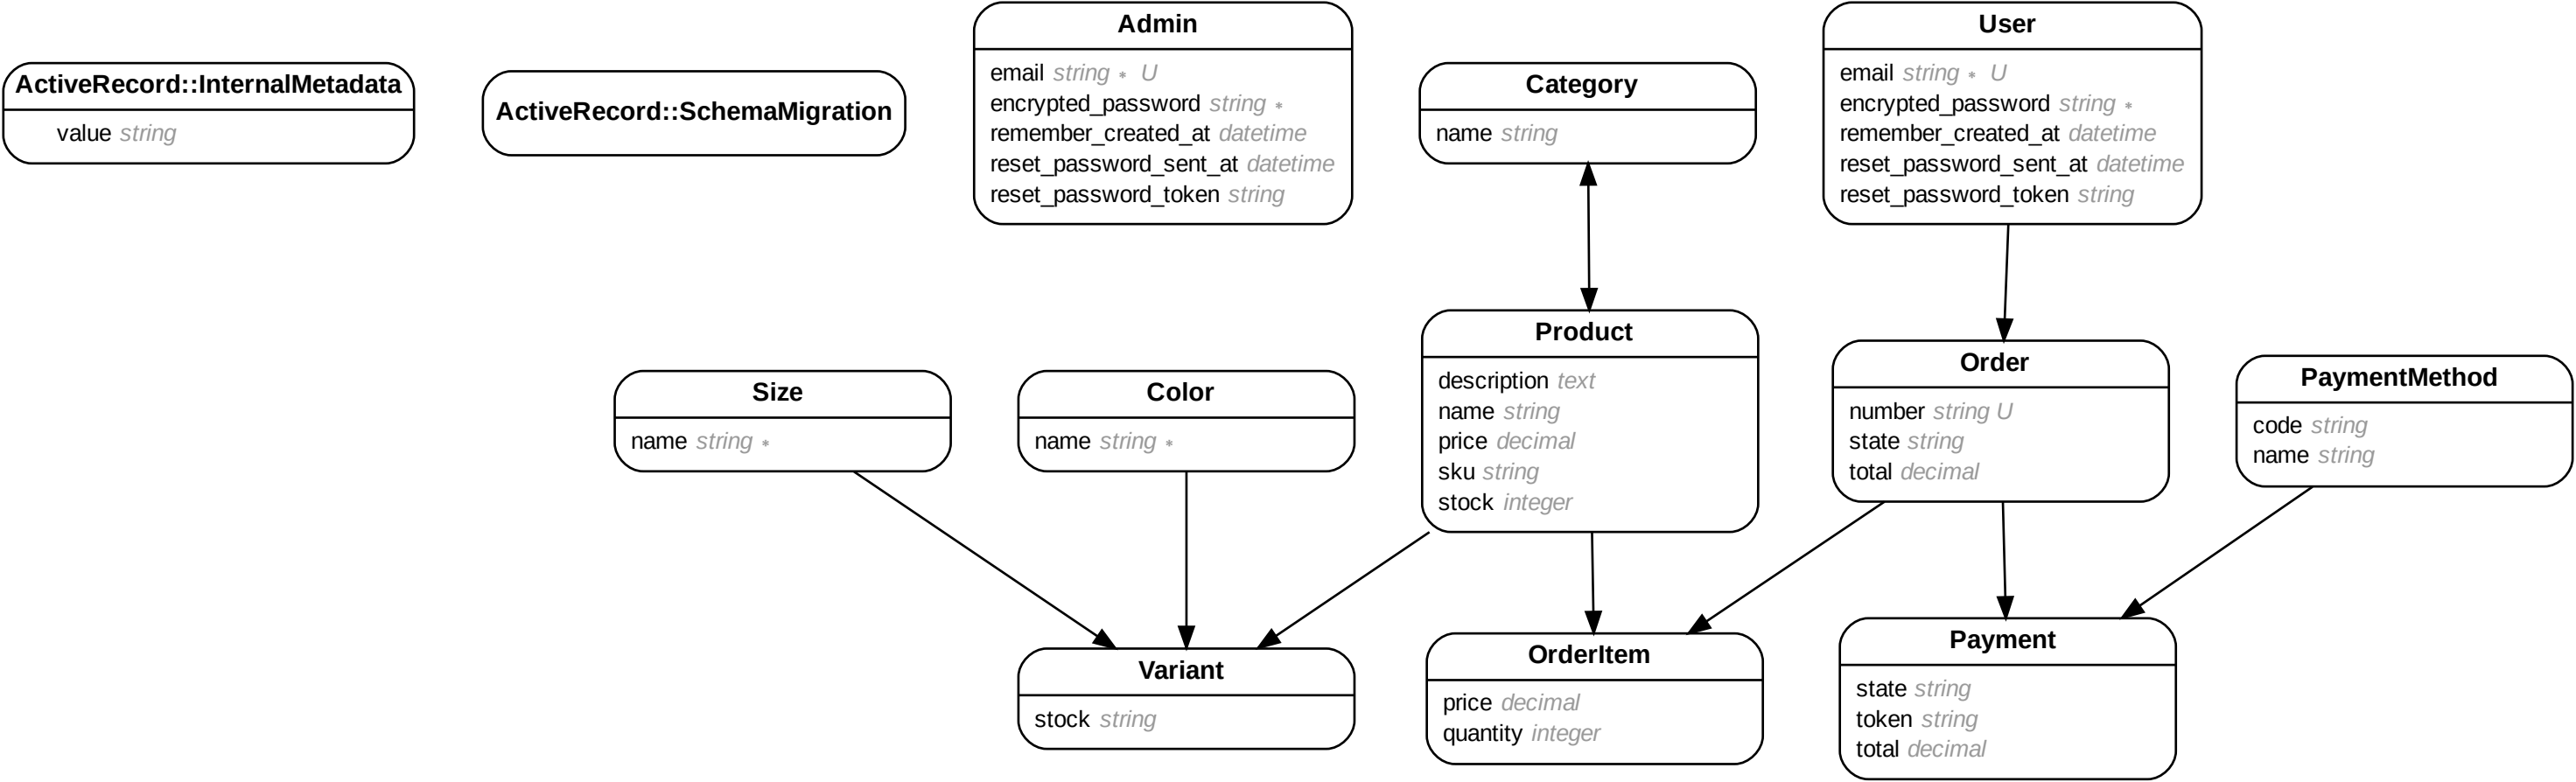 ActiveRecord::InternalMetadata
value string
ActiveRecord::SchemaMigration
Admin
email string * U
encrypted_password string *
remember_created_at datetime
reset_password_sent_at datetime
reset_password_token string
Category
name string
User
email string * U
encrypted_password string *
remember_created_at datetime
reset_password_sent_at datetime
reset_password_token string
Size
name string *
Color
name string *
Product
description text
name string
price decimal
sku string
stock integer
Order
number string U
state string
total decimal
PaymentMethod
code string
name string
Variant
stock string
OrderItem
price decimal
quantity integer
Payment
state string
token string
total decimal